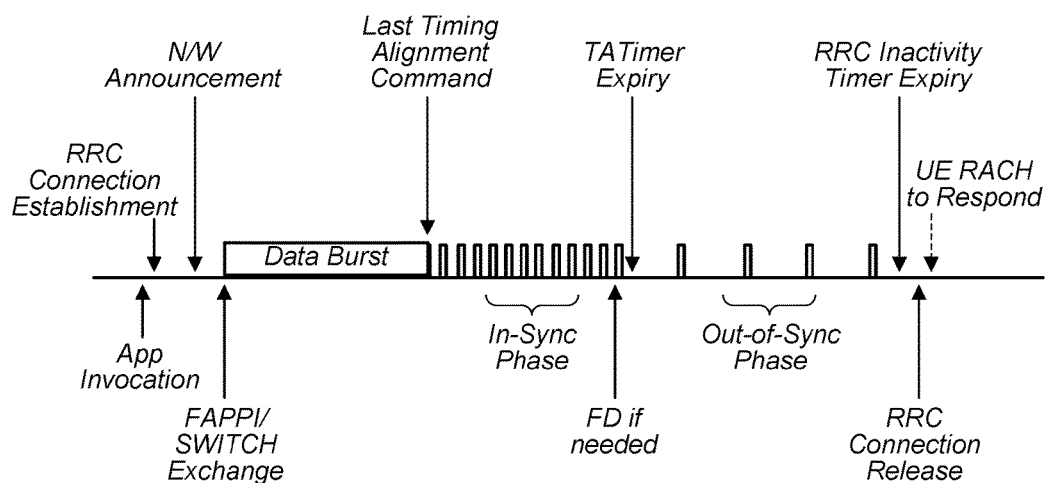 N/W
Announcement
Last Timing
Alignment
Command
TATimer
Expiry
RRC Inactivity
Timer Expiry
RRC
Connection
Establishment
UE RACH
to Respond
Data Burst
App
Invocation
FAPPI/
SWITCH
Exchange
In-Sync
Phase
FD if
needed
Out-of-Sync
Phase
RRC
Connection
Release